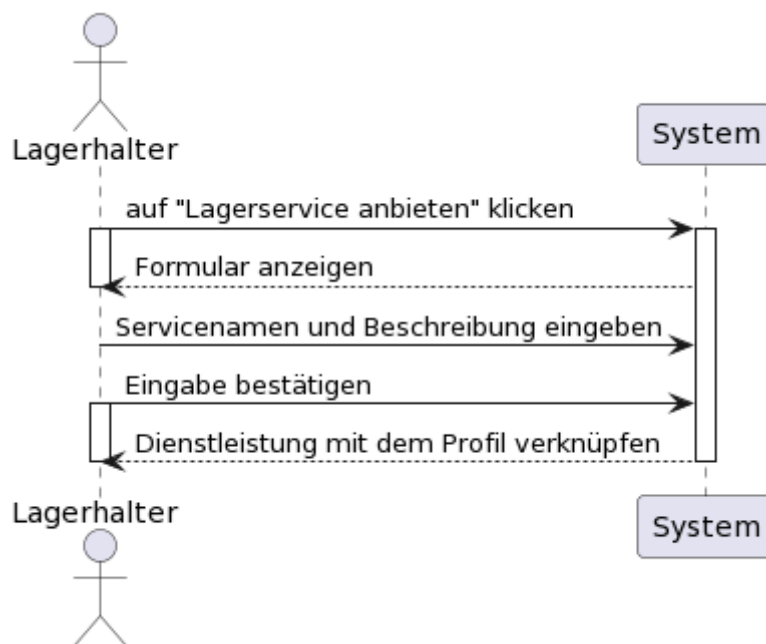 Lagerhalter
System
auf "Lagerservice anbieten" klicken
Formular anzeigen
Servicenamen und Beschreibung eingeben
Eingabe bestätigen
Dienstleistung mit dem Profil verknüpfen
Lagerhalter
System